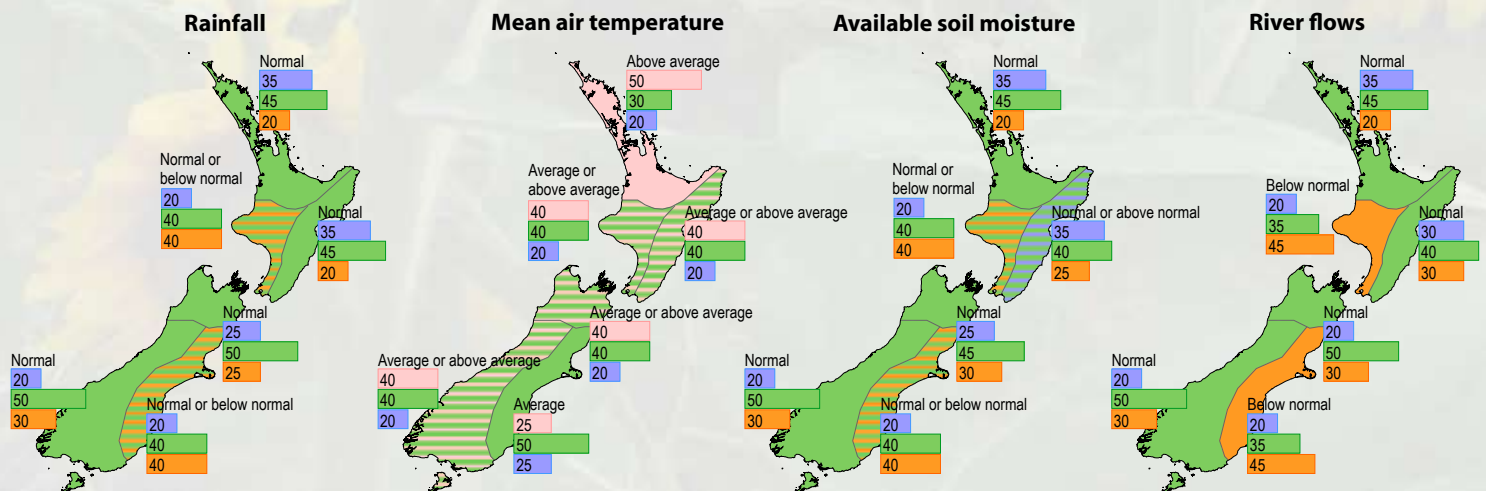 Rainfall
Normal
35
45
20
Normal or
below normal
20
40
40
Normal
35
45
20
Normal
25
50
25
Normal
20
50
30
Normal or below normal
20
40
40
Mean air temperature
Above average
50
30
20
Average or
above average
40
40
20
Average or above average
40
40
20
Average or above average
40
40
20
Average or above average
40
40
20
Average
25
50
25
Available soil moisture
Normal
35
45
20
Normal or
below normal
20
40
40
Normal or above normal
35
40
25
Normal
25
45
30
Normal
20
50
30
Normal or below normal
20
40
40
River flows
Normal
35
45
20
Below normal
20
35
45
Normal
30
40
30
Normal
20
50
30
Normal
20
50
30
Below normal
20
35
45